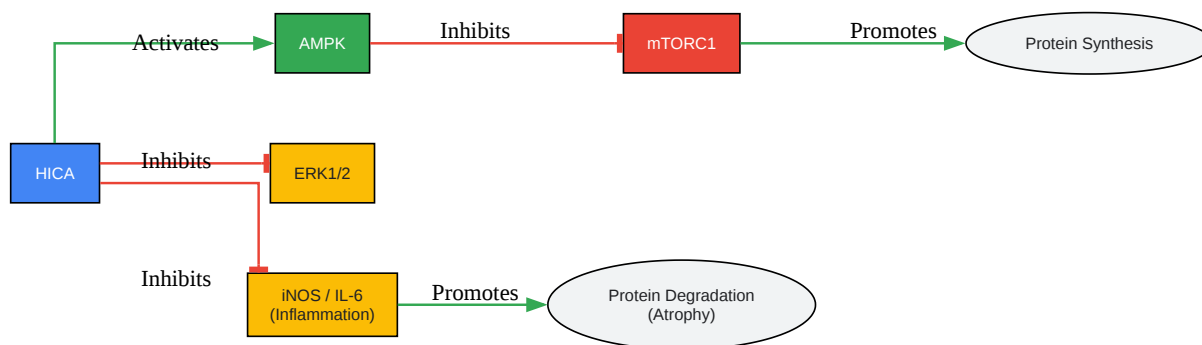 Activates
AMPK
Inhibits
mTORC1
Promotes
Protein Synthesis
HICA
Inhibits
ERK1/2
Inhibits
iNOS / IL-6
(Inflammation)
Promotes
Protein Degradation
(Atrophy)